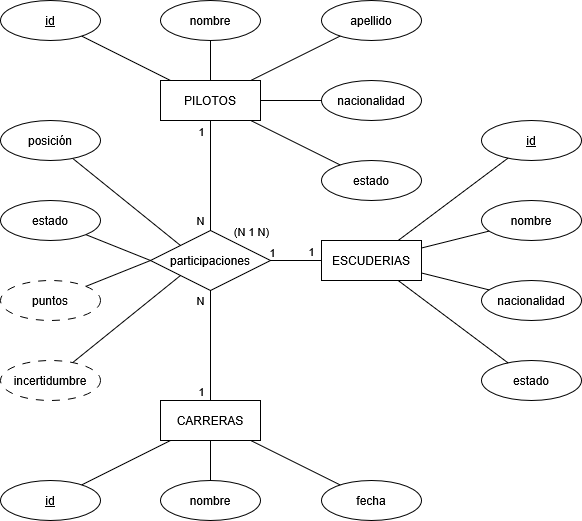 id
nombre
apellido
PILOTOS
nacionalidad
1
posición
id
estado
estado
N
(N 1 N)
nombre
participaciones
1
1
ESCUDERIAS
puntos
N
nacionalidad
incertidumbre
estado
1
CARRERAS
id
nombre
fecha